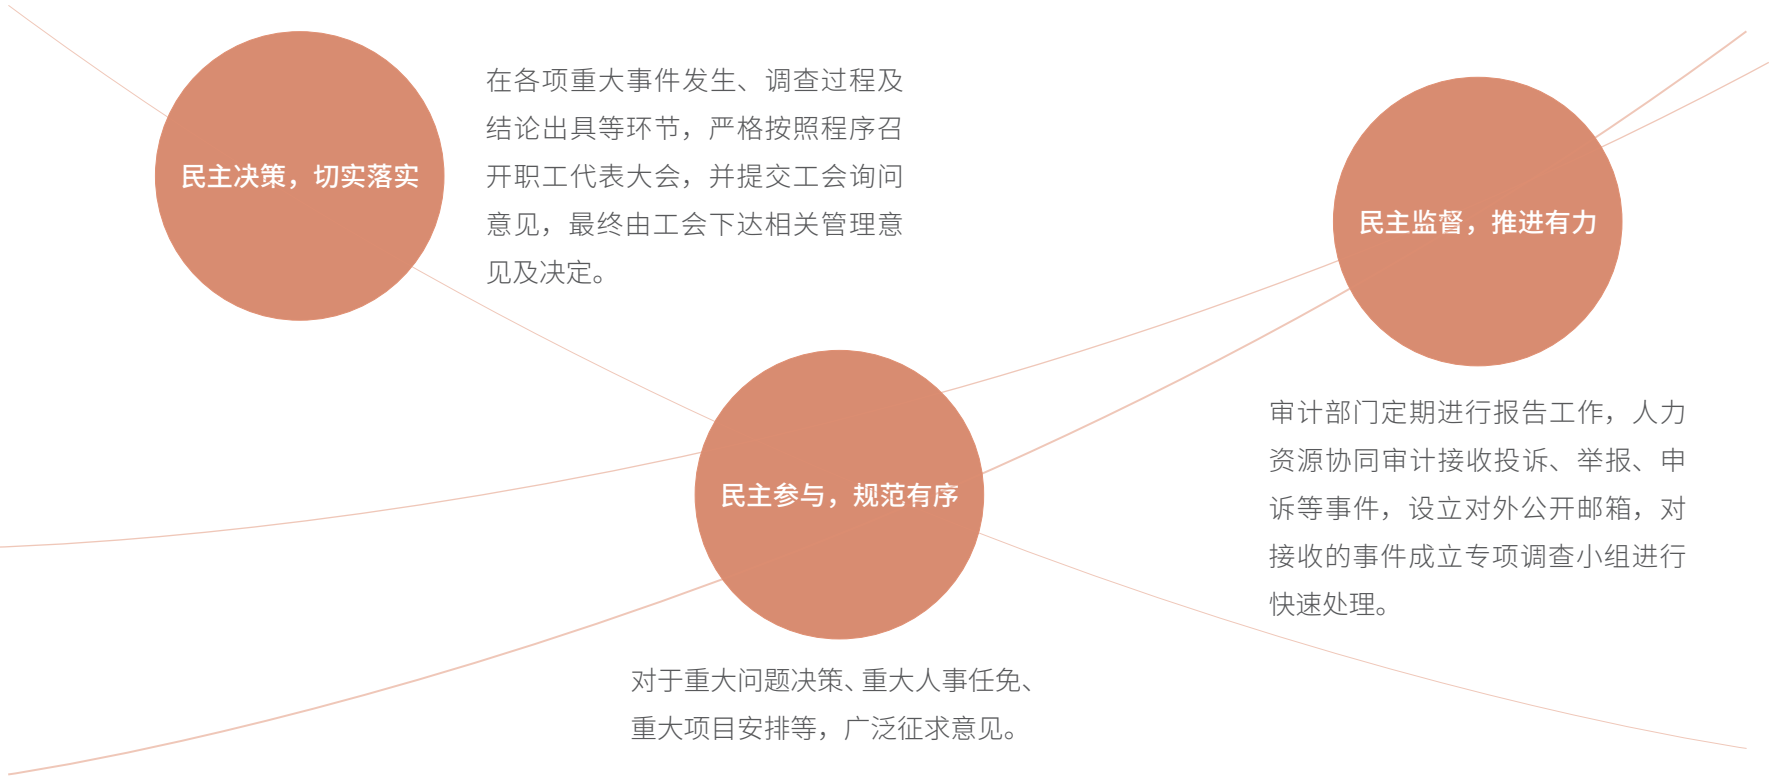 民主决策，切实落实
在各项重大事件发生、调查过程及
结论出具等环节，严格按照程序召
开职工代表大会，并提交工会询问
意见，最终由工会下达相关管理意
见及决定。
民主参与，规范有序
对于重大问题决策、重大人事任免、
重大项目安排等，广泛征求意见。
民主监督，推进有力
审计部门定期进行报告工作，人力
资源协同审计接收投诉、举报、申
诉等事件，设立对外公开邮箱，对
接收的事件成立专项调查小组进行
快速处理。